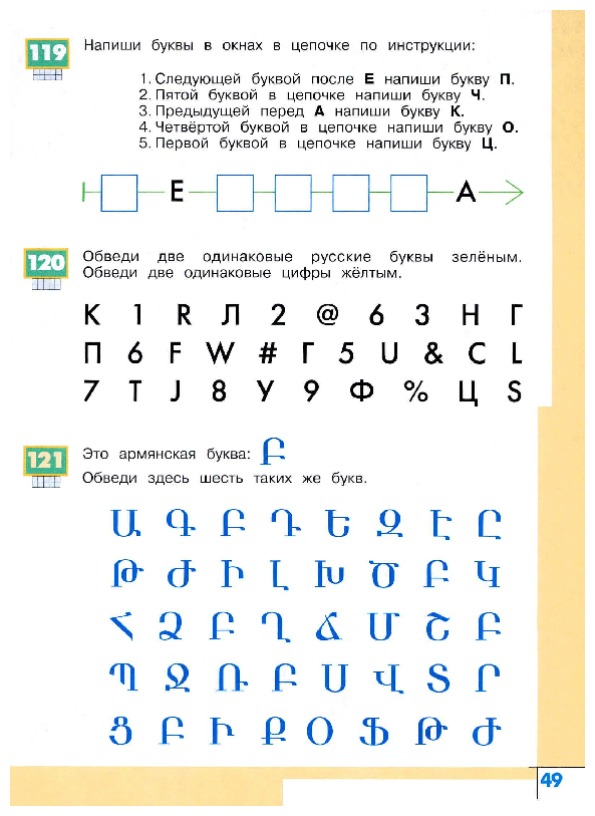 119 Напиши буквы в окнах в цепочке по инструкции:
1. Следующей буквой после Е напиши букву П.
2. Пятой буквой в цепочке напиши букву Ч.
3. Предыдущей перед А напиши букву К.
4. Четвёртой буквой в цепочке напиши букву О.
5. Первой буквой в цепочке напиши букву Ц.
Е А
120 Обведи две одинаковые русские буквы зелёным.
Обведи две одинаковые цифры жёлтым.
К 1 R Л 2 @ 6 3 Н Г
П 6 F W # Г 5 U & С L
7 Т J 8 У 9 Ф % Ц S
121 Это армянская буква: Բ
Обведи здесь шесть таких же букв.
Ա Գ Բ Դ Ե Զ Է Ը
Թ Ժ Ի Լ Խ Ծ Բ Կ
Հ Ձ Բ Ղ Ճ Մ Շ Բ
Պ Ջ Ռ Բ Ս Վ Տ Ր
Ց Բ Ի Ք Օ Ֆ Թ Ժ
49